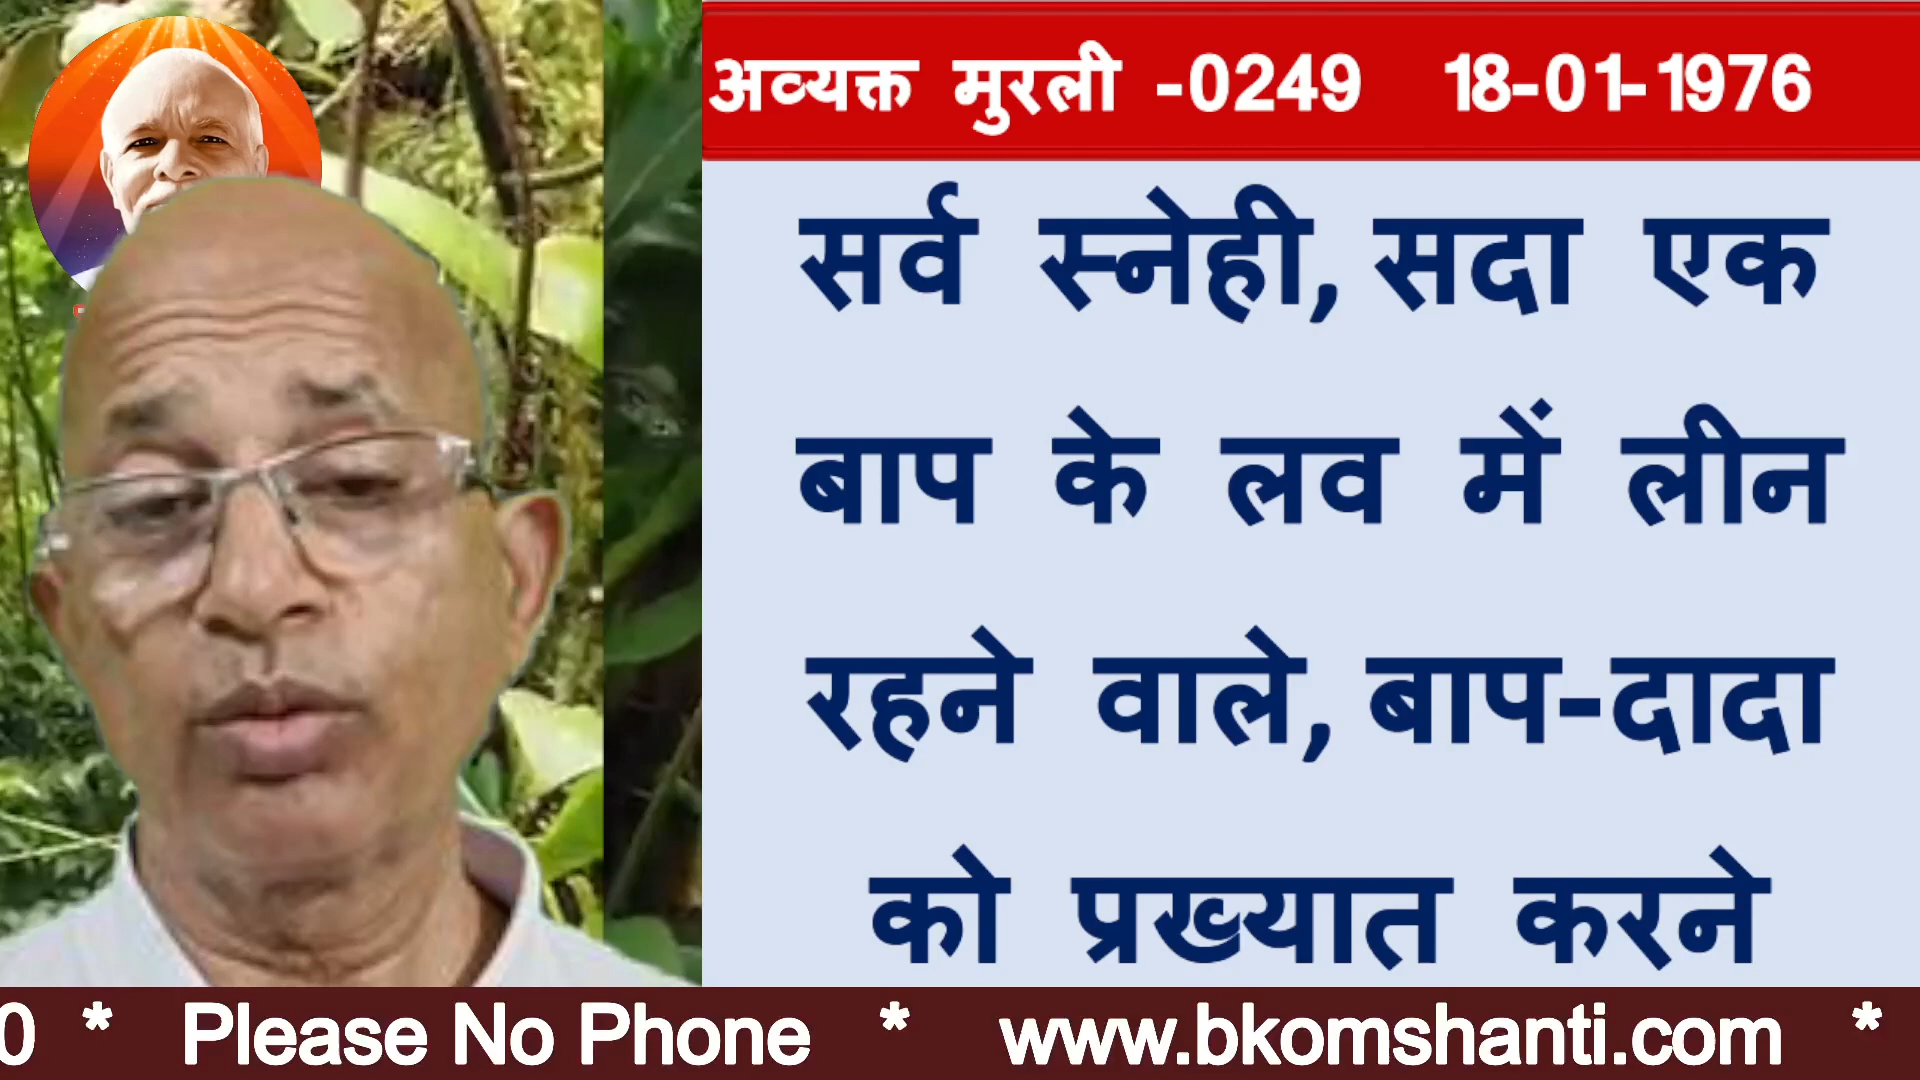 अव्यक्त मुरली -0249 18-01-1976
सर्व स्नेही, सदा एक
बाप के लव में लीन
रहने वाले, बाप-दादा
को प्रख्यात करने
0 * Please No Phone * www.bkomshanti.com *